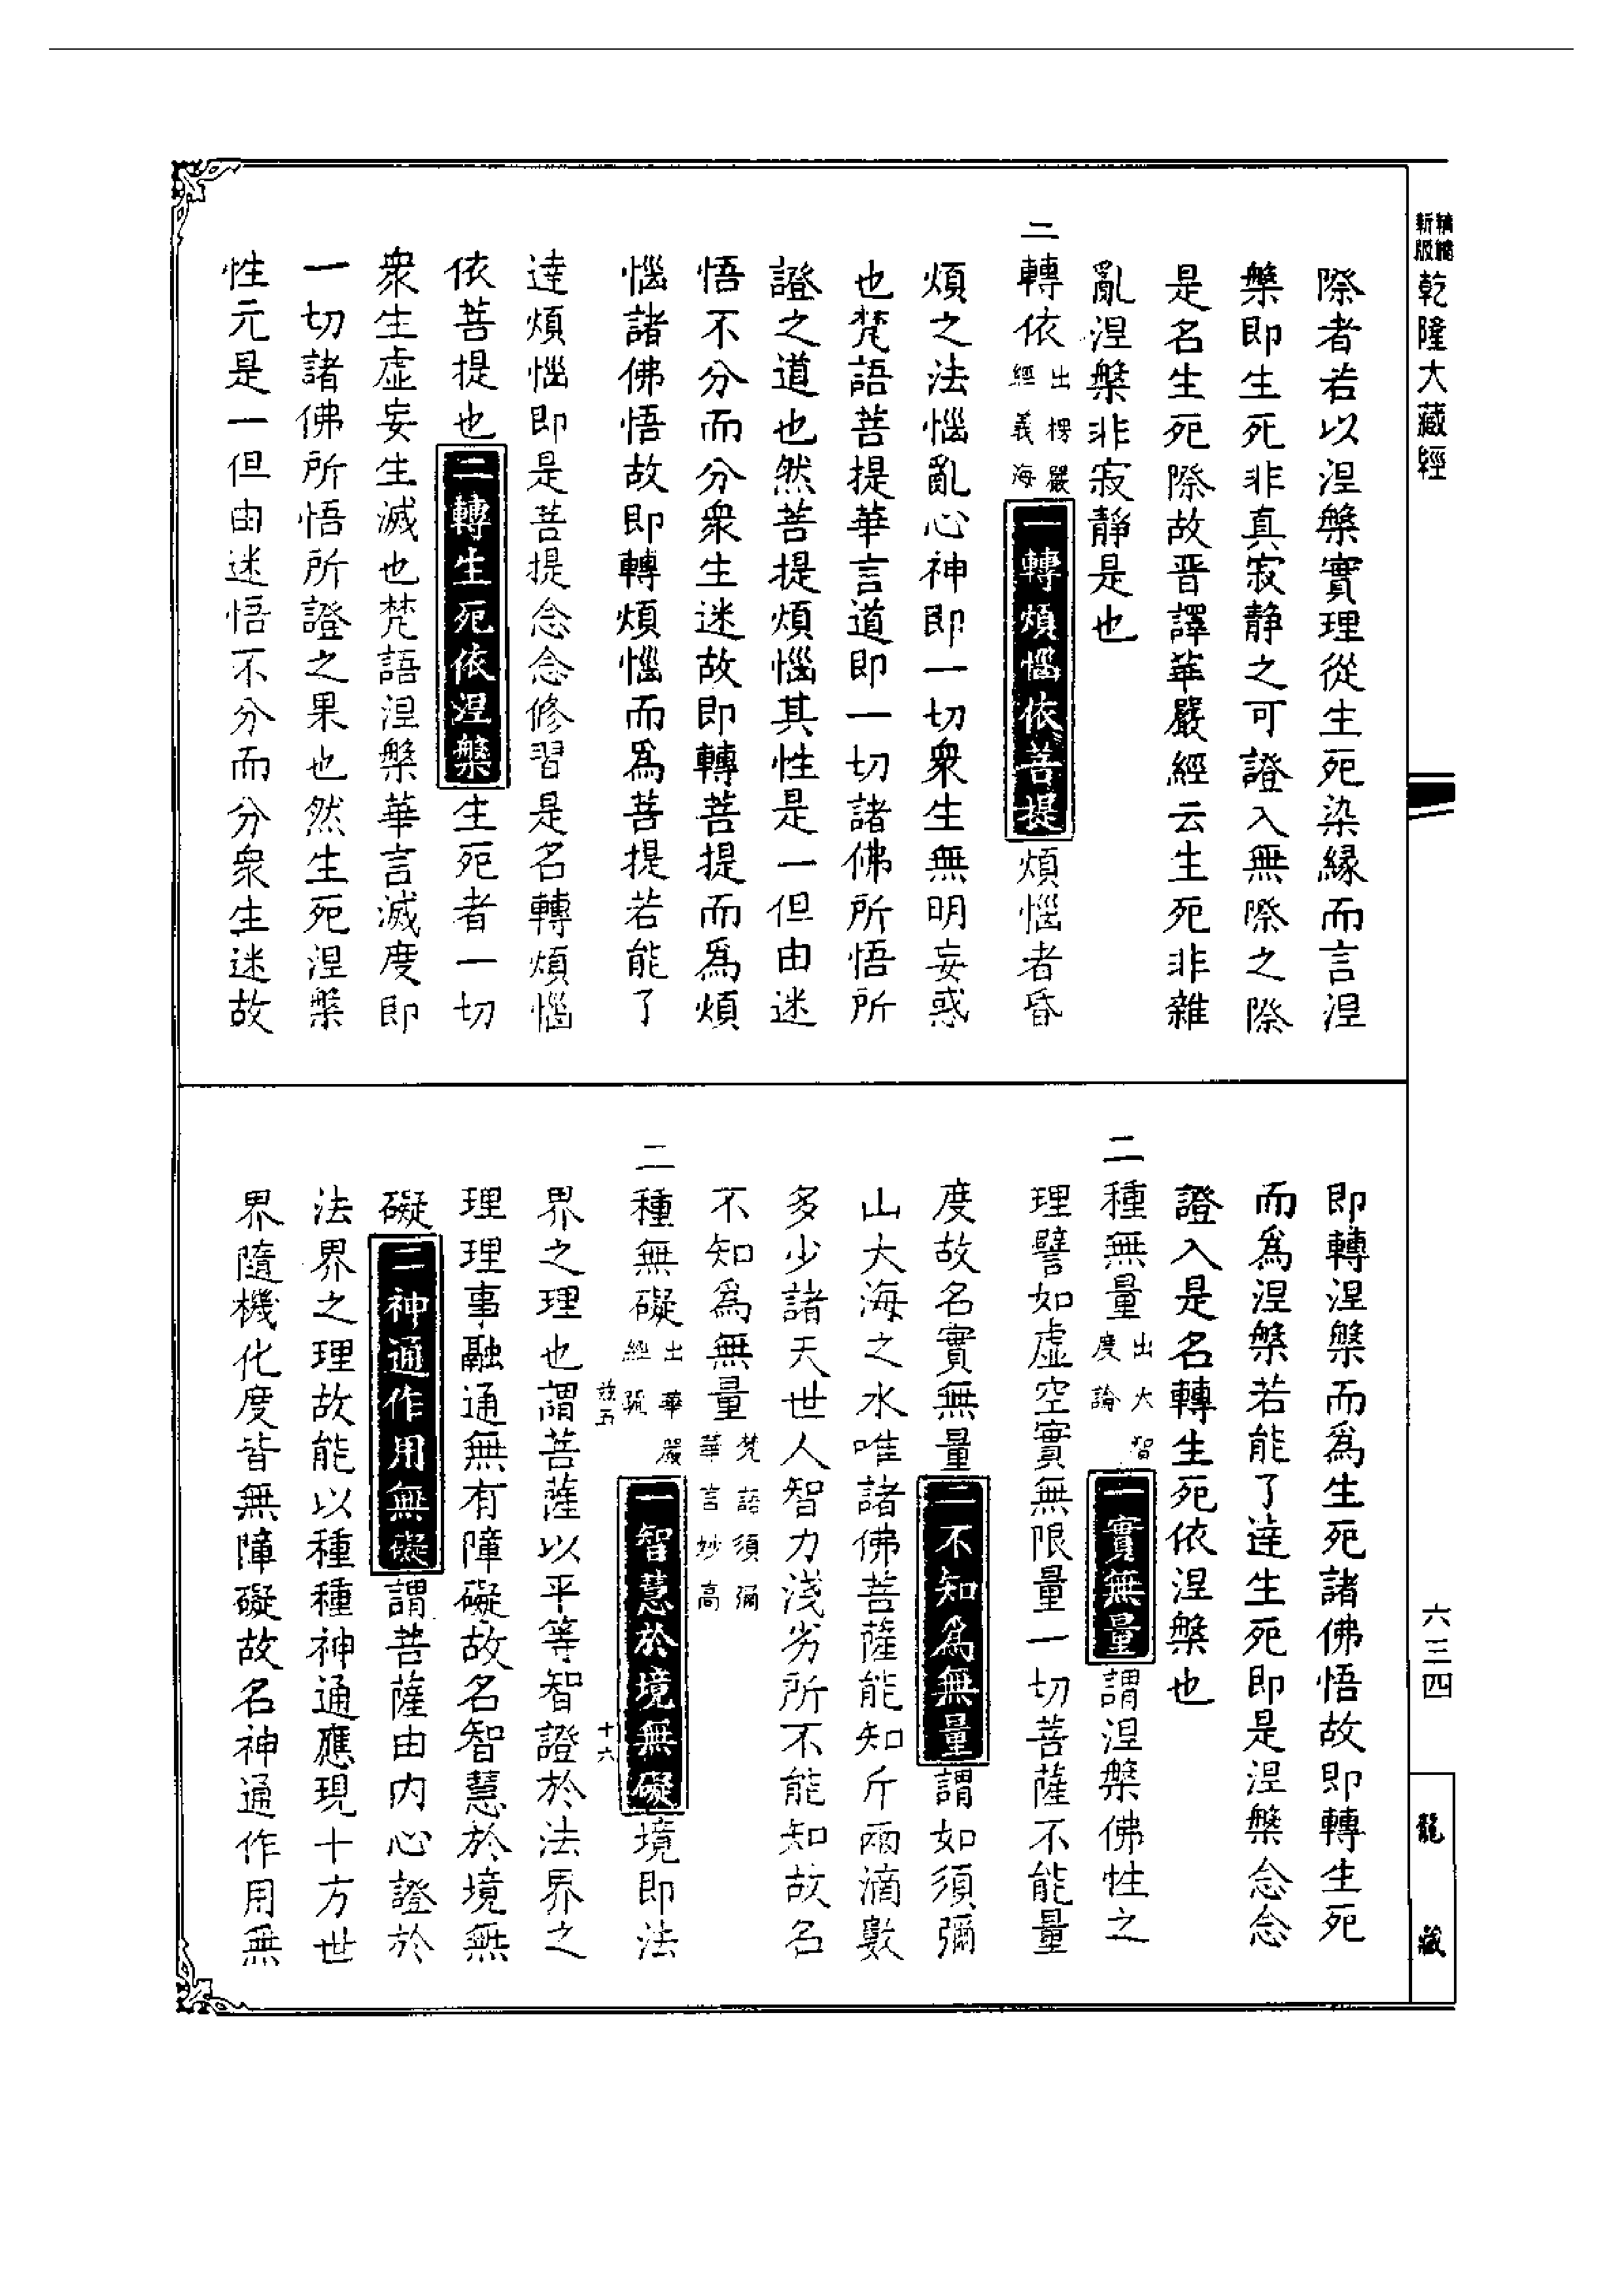 新版精縮乾隆大藏經
際者若以涅槃實理從生死染緣而言涅
槃即生死非真寂靜之可證入無際之際
是名生死際故晋譯華嚴經云生死非雜
亂涅槃非寂靜是也
二轉依出楞嚴經義海一轉煩惱依菩提煩惱者昏
煩之法惱亂心神即一切衆生無明妄惑
也梵語菩提華言道即一切諸佛所悟所
證之道也然菩提煩惱其性是一但由迷
悟不分而分衆生迷故即轉菩提而爲煩
惱諸佛悟故即轉煩惱而爲菩提若能了
達煩惱即是菩提念念修習是名轉煩惱
依菩提也二轉生死依涅槃生死者一切
衆生虛妄生滅也梵語涅槃華言滅度即
一切諸佛所悟所證之果也然生死涅槃
性元是一但由迷悟不分而分衆生迷故
即轉涅槃而爲生死諸佛悟故即轉生死
而爲涅槃若能了達生死即是涅槃念念
證入是名轉生死依涅槃也
二種無量出大智度論一實無量謂涅槃佛性之
理譬如虛空實無限量一切菩薩不能量
度故名實無量二不知爲無量謂如須彌
山大海之水唯諸佛菩薩能知斤兩滴數
多少諸天世人智力淺劣所不能知故名
不知爲無量梵語須彌華言妙高
二種無礙出華嚴經疏一智慧於境無礙境即法
茲五
十六
界之理也謂菩薩以平等智證於法界之
理理事融通無有障礙故名智慧於境無
礙二神通作用無礙謂菩薩由內心證於
法界之理故能以種種神通應現十方世
界隨機化度皆無障礙故名神通作用無
六三四
龍藏